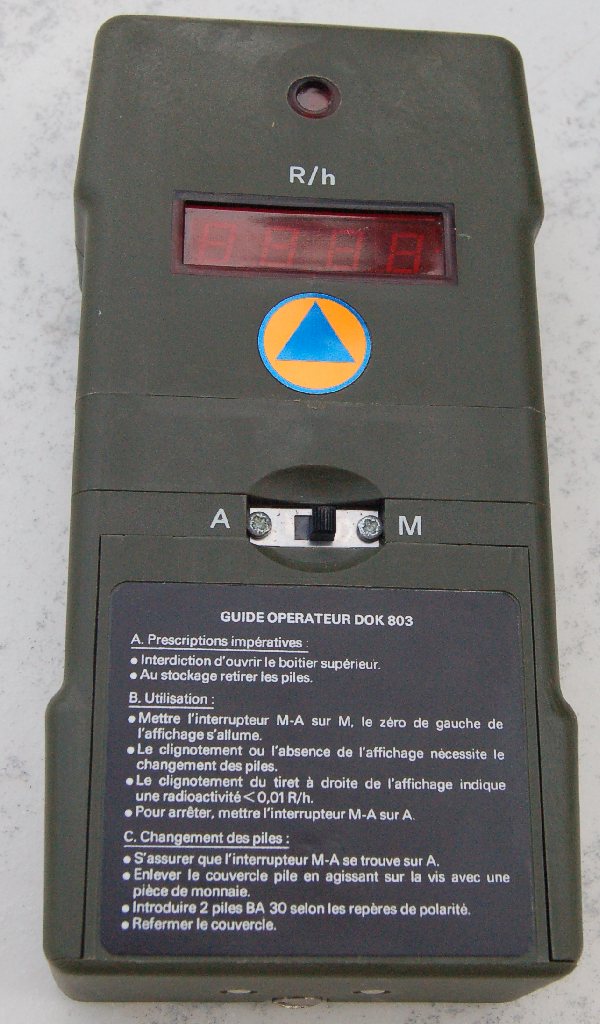 R/h
A M
GUIDE OPERATEUR DOK 803
A. Prescriptions impératives :
• Interdiction d'ouvrir le boitier supérieur.
• Au stockage retirer les piles.
B. Utilisation :
• Mettre l'interrupteur M-A sur M, le zéro de gauche de
l'affichage s'allume.
• Le clignotement ou l'absence de l'affichage nécessite le
changement des piles.
• Le clignotement du tiret à droite de l'affichage indique
une radioactivité < 0,01 R/h.
• Pour arrêter, mettre l'interrupteur M-A sur A.
C. Changement des piles :
• S'assurer que l'interrupteur M-A se trouve sur A.
• Enlever le couvercle pile en agissant sur la vis avec une
pièce de monnaie.
• Introduire 2 piles BA 30 selon les repères de polarité.
• Refermer le couvercle.